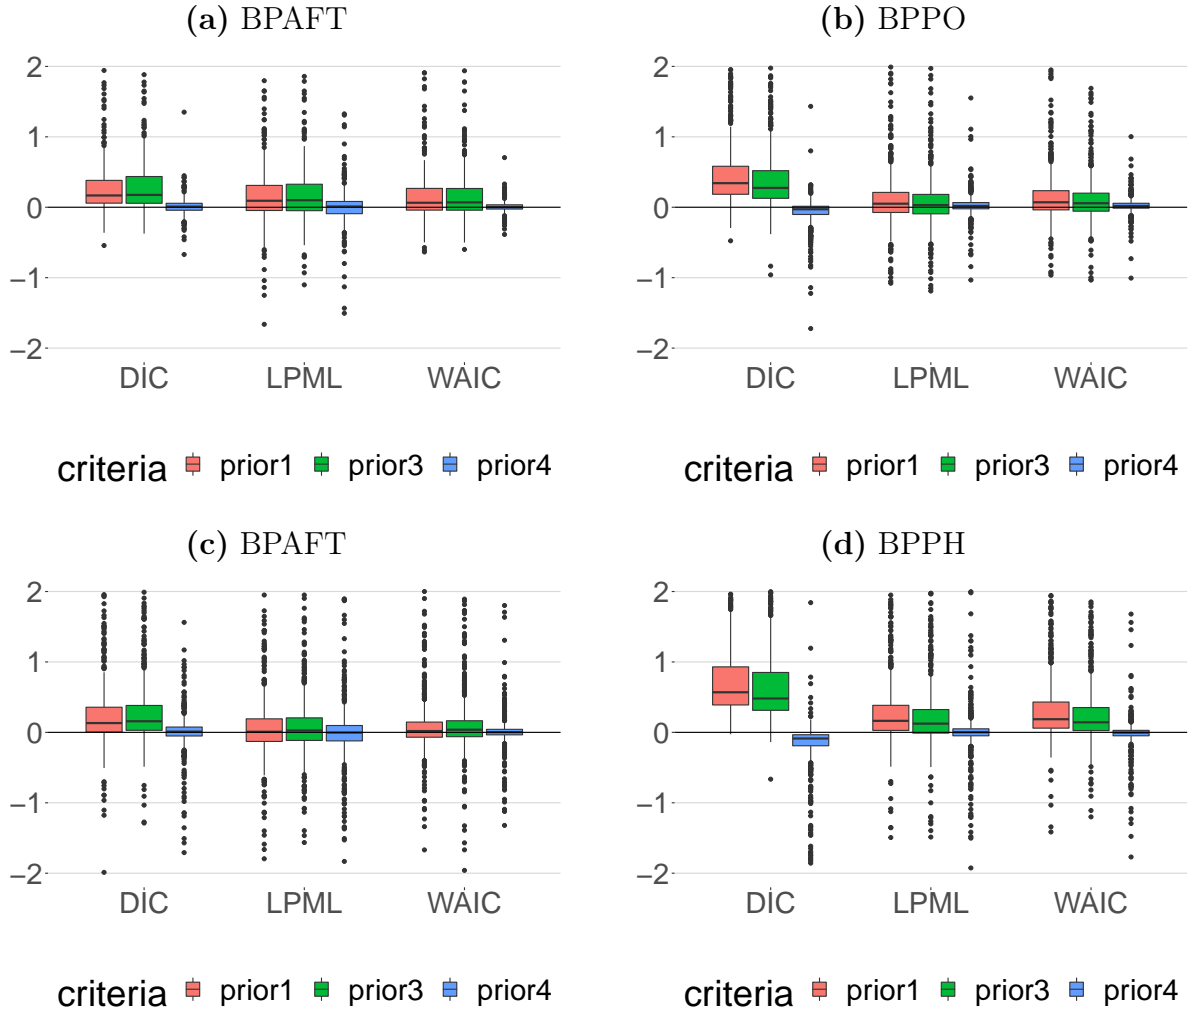 (a) BPAFT
2
1
0
−1
−2
DIC LPML WAIC
criteria prior1 prior3 prior4
(b) BPPO
2
1
0
−1
−2
DIC LPML WAIC
criteria prior1 prior3 prior4
(c) BPAFT
2
1
0
−1
−2
DIC LPML WAIC
criteria prior1 prior3 prior4
(d) BPPH
2
1
0
−1
−2
DIC LPML WAIC
criteria prior1 prior3 prior4